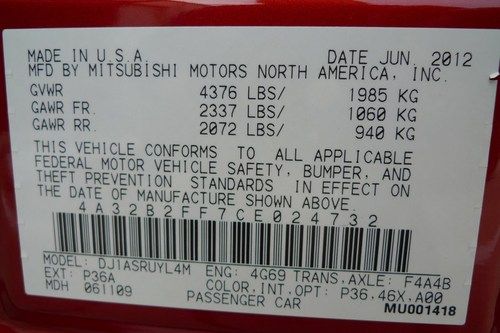 MADE IN U.S.A. DATE JUN. 2012
MFD BY MITSUBISHI MOTORS NORTH AMERICA, INC.
GVWR 4376 LBS/ 1985 KG
GAWR FR. 2337 LBS/ 1060 KG
GAWR RR. 2072 LBS/ 940 KG
THIS VEHICLE CONFORMS TO ALL APPLICABLE
FEDERAL MOTOR VEHICLE SAFETY, BUMPER, AND
THEFT PREVENTION STANDARDS IN EFFECT ON
THE DATE OF MANUFACTURE SHOWN ABOVE
4A32B2FF7CE024732
MODEL: DJ1ASRUYL4M ENG: 4G69 TRANS,AXLE: F4A4B
EXT: P36A COLOR,INT,OPT: P36,46X,A00
MDH 061109 PASSENGER CAR MU001418